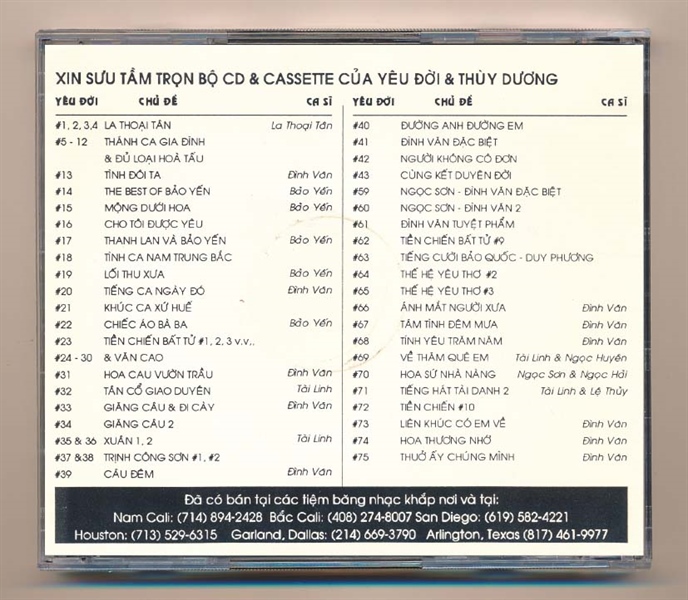 XIN SƯU TẦM TRỌN BỘ CD & CASSETTE CỦA YÊU ĐỜI & THÙY DƯƠNG
YÊU ĐỜI CHỦ ĐỀ CA SĨ
#1, 2, 3,4 LA THOẠI TÂN La Thoại Tân
#5 - 12 THÁNH CA GIA ĐÌNH
& ĐỦ LOẠI HOÀ TẤU
#13 TÌNH ĐÔI TA Đình Văn
#14 THE BEST OF BẢO YẾN Bảo Yến
#15 MỘNG DƯỚI HOA Bảo Yến
#16 CHO TÔI ĐƯỢC YÊU
#17 THANH LAN VÀ BẢO YẾN Bảo Yến
#18 TÌNH CA NAM TRUNG BẮC
#19 LỐI THU XƯA Bảo Yến
#20 TIẾNG CA NGÀY ĐÓ Đình Văn
#21 KHÚC CA XỨ HUẾ
#22 CHIẾC ÁO BÀ BA Bảo Yến
#23 TIỀN CHIẾN BẤT TỬ #1, 2, 3 v.v..
#24 - 30 & VĂN CAO
#31 HOA CAU VƯỜN TRẦU Đình Văn
#32 TÂN CỔ GIAO DUYÊN Tài Linh
#33 GIĂNG CÂU & ĐI CÀY Đình Văn
#34 GIĂNG CÂU 2
#35 & 36 XUÂN 1, 2 Tài Linh
#37 &38 TRỊNH CÔNG SƠN #1, #2
#39 CÂU ĐÊM Đình Văn
YÊU ĐỜI CHỦ ĐỀ CA SĨ
#40 ĐƯỜNG ANH ĐƯỜNG EM
#41 ĐÌNH VĂN ĐẶC BIỆT
#42 NGƯỜI KHÔNG CÔ ĐƠN
#43 CÙNG KẾT DUYÊN ĐỜI
#59 NGỌC SƠN - ĐÌNH VĂN ĐẶC BIỆT
#60 NGỌC SƠN - ĐÌNH VĂN 2
#61 ĐÌNH VĂN TUYỆT PHẨM
#62 TIỀN CHIẾN BẤT TỬ #9
#63 TIẾNG CƯỜI BẢO QUỐC - DUY PHƯƠNG
#64 THẾ HỆ YÊU THƠ #2
#65 THẾ HỆ YÊU THƠ #3
#66 ÁNH MẮT NGƯỜI XƯA Đình Văn
#67 TÂM TÌNH ĐÊM MƯA Đình Văn
#68 TÌNH YÊU TRĂM NĂM Đình Văn
#69 VỀ THĂM QUÊ EM Tài Linh & Ngọc Huyền
#70 HOA SỨ NHÀ NÀNG Ngọc Sơn & Ngọc Hải
#71 TIẾNG HÁT TÀI DANH 2 Tài Linh & Lệ Thủy
#72 TIỀN CHIẾN #10
#73 LIÊN KHÚC CÓ EM VỀ Đình Văn
#74 HOA THƯƠNG NHỚ Đình Văn
#75 THUỞ ẤY CHÚNG MÌNH Đình Văn
Đã có bán tại các tiệm băng nhạc khắp nơi và tại:
Nam Cali: (714) 894-2428 Bắc Cali: (408) 274-8007 San Diego: (619) 582-4221
Houston: (713) 529-6315 Garland, Dallas: (214) 669-3790 Arlington, Texas (817) 461-9977